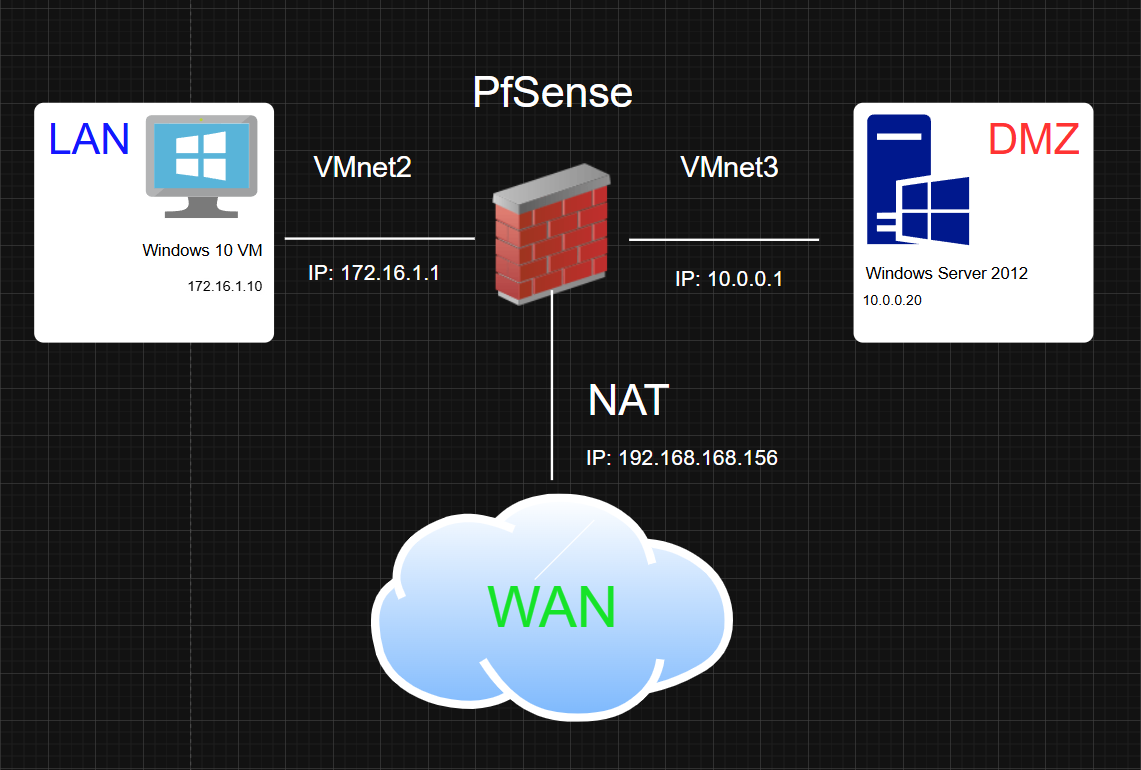 PfSense
LAN
VMnet2
VMnet3
DMZ
Windows 10 VM
172.16.1.10
IP: 172.16.1.1
IP: 10.0.0.1
Windows Server 2012
10.0.0.20
NAT
IP: 192.168.168.156
WAN